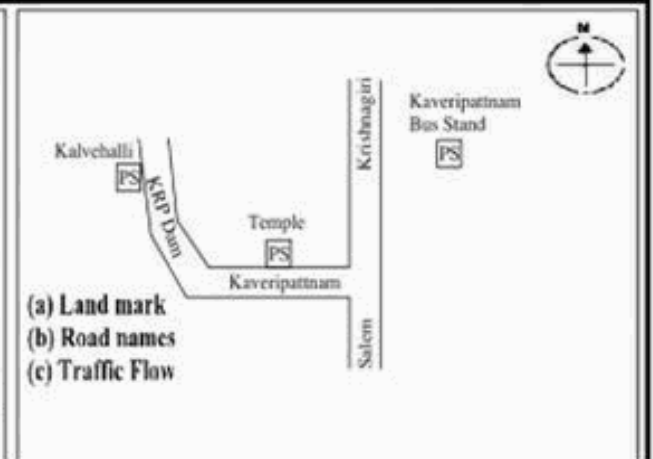 N
Kaveripattnam
Bus Stand
PS
Krishnagiri
Kalvehalli
PS
KRP Dam
Temple
PS
Kaveripattnam
Salem
(a) Land mark
(b) Road names
(c) Traffic Flow